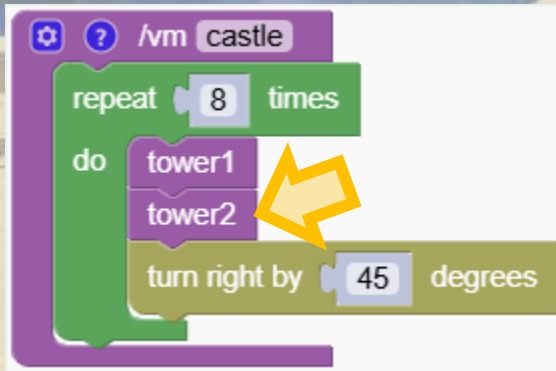 ? /vm castle
repeat 8 times
do tower1
tower2
turn right by 45 degrees